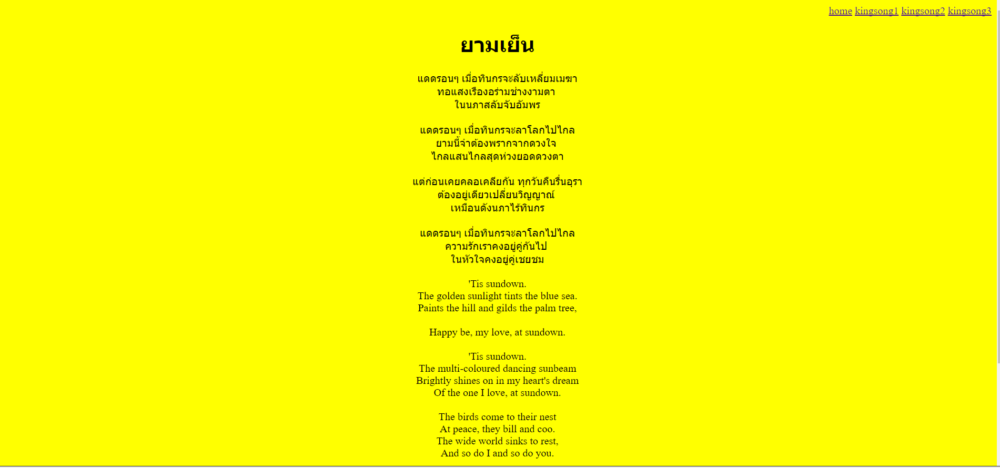 home kingsong1 kingsong2 kingsong3
ยามเย็น
แดดรอนๆ เมื่อทินกรจะลับเหลี่ยมเมฆา
ทอแสงเรืองอร่ามช่างงามตา
ในนภาสลับจับอัมพร
แดดรอนๆ เมื่อทินกรจะลาโลกไปไกล
ยามนี้จำต้องพรากจากดวงใจ
ไกลแสนไกลสุดห่วงยอดดวงตา
แต่ก่อนเคยคลอเคลียกัน ทุกวันคืนรื่นอุรา
ต้องอยู่เดียวเปลี่ยนวิญญาณ์
เหมือนดังนภาไร้ทินกร
แดดรอนๆ เมื่อทินกรจะลาโลกไปไกล
ความรักเราคงอยู่คู่กันไป
ในหัวใจคงอยู่คู่เชยชม
'Tis sundown.
The golden sunlight tints the blue sea.
Paints the hill and gilds the palm tree,
Happy be, my love, at sundown.
'Tis sundown.
The multi-coloured dancing sunbeam
Brightly shines on in my heart's dream
Of the one I love, at sundown.
The birds come to their nest
At peace, they bill and coo.
The wide world sinks to rest,
And so do I and so do you.